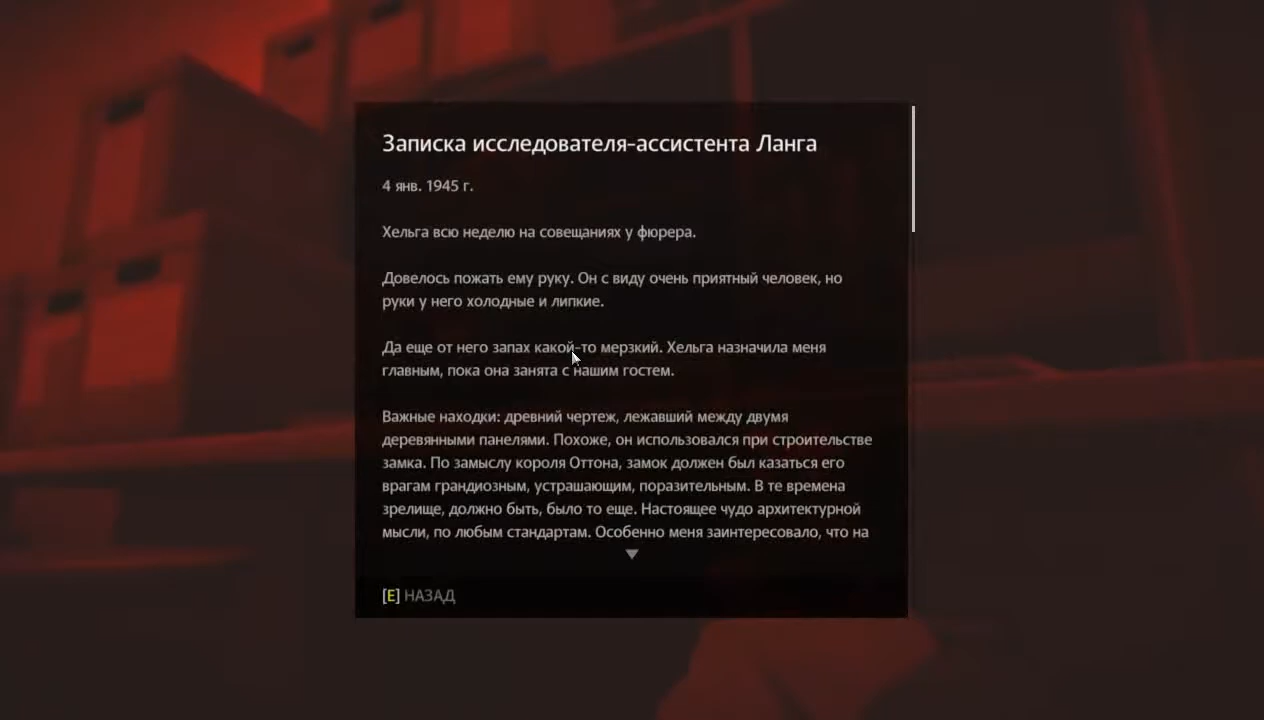 Записка исследователя-ассистента Ланга
4 янв. 1945 г.
Хельга всю неделю на совещаниях у фюрера.
Довелось пожать ему руку. Он с виду очень приятный человек, но
руки у него холодные и липкие.
Да еще от него запах какой-то мерзкий. Хельга назначила меня
главным, пока она занята с нашим гостем.
Важные находки: древний чертеж, лежавший между двумя
деревянными панелями. Похоже, он использовался при строительстве
замка. По замыслу короля Оттона, замок должен был казаться его
врагам грандиозным, устрашающим, поразительным. В те времена
зрелище, должно быть, было то еще. Настоящее чудо архитектурной
мысли, по любым стандартам. Особенно меня заинтересовало, что на
[E] НАЗАД